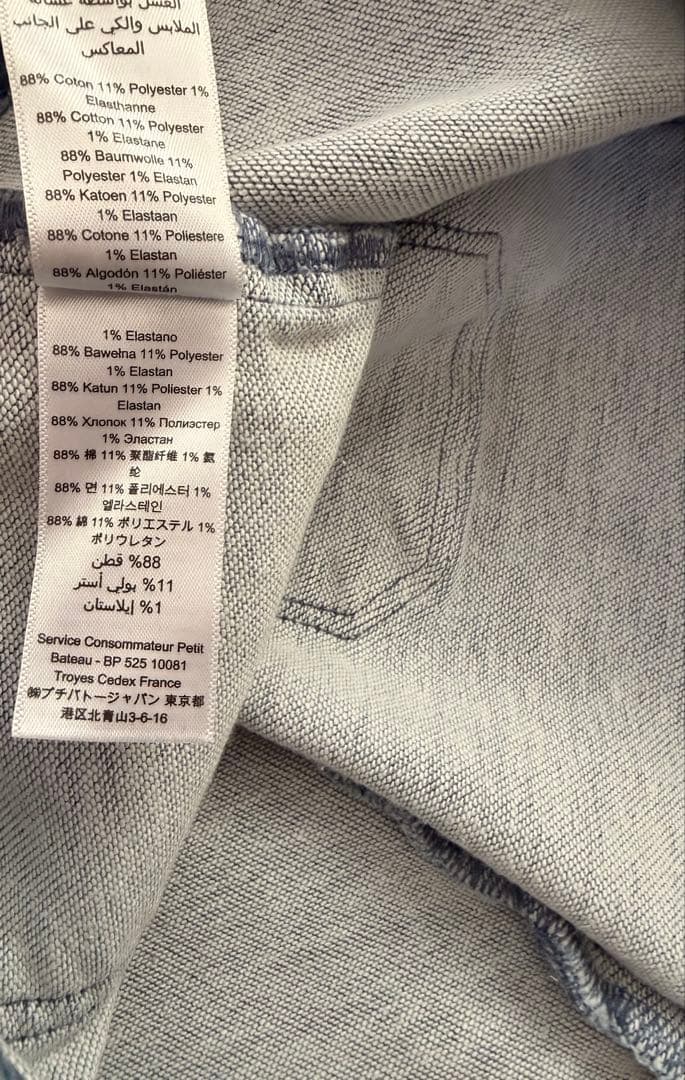 الغسل بواسطة غسالة
الملابس والكي على الجانب
المعاكس
88% Coton 11% Polyester 1%
Elasthanne
88% Cotton 11% Polyester
1% Elastane
88% Baumwolle 11%
Polyester 1% Elastan
88% Katoen 11% Polyester
1% Elastaan
88% Cotone 11% Poliestere
1% Elastan
88% Algodón 11% Poliéster
1% Elastán
1% Elastano
88% Bawełna 11% Polyester
1% Elastan
88% Katun 11% Poliester 1%
Elastan
88% Хлопок 11% Полиэстер
1% Эластан
88% 棉 11% 聚酯纤维 1% 氨
纶
88% 면 11% 폴리에스터 1%
엘라스테인
88% 綿 11% ポリエステル 1%
ポリウレタン
88% قطن
11% بولي أستر
1% إيلاستان
Service Consommateur Petit
Bateau - BP 525 10081
Troyes Cedex France
㈱プチバトージャパン 東京都
港区北青山3-6-16